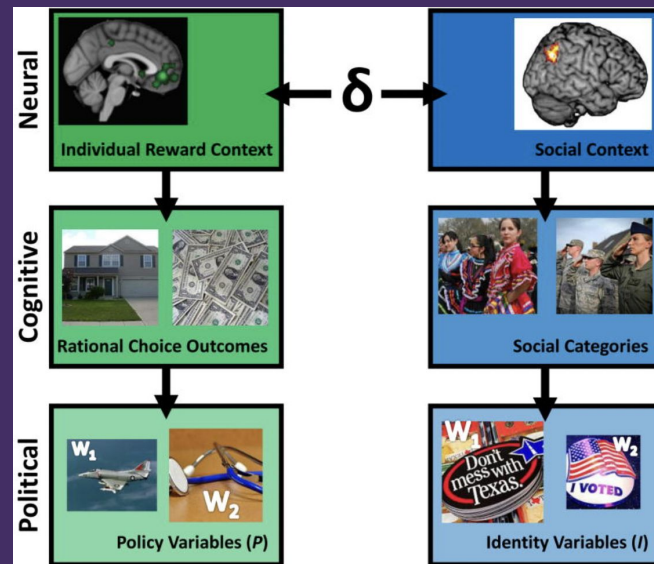 Neural
Individual Reward Context
δ
Social Context
Cognitive
Rational Choice Outcomes
Social Categories
Political
W1
W2
Policy Variables (P)
W1
Don't
mess with
Texas.
W2
I VOTED
Identity Variables (I)